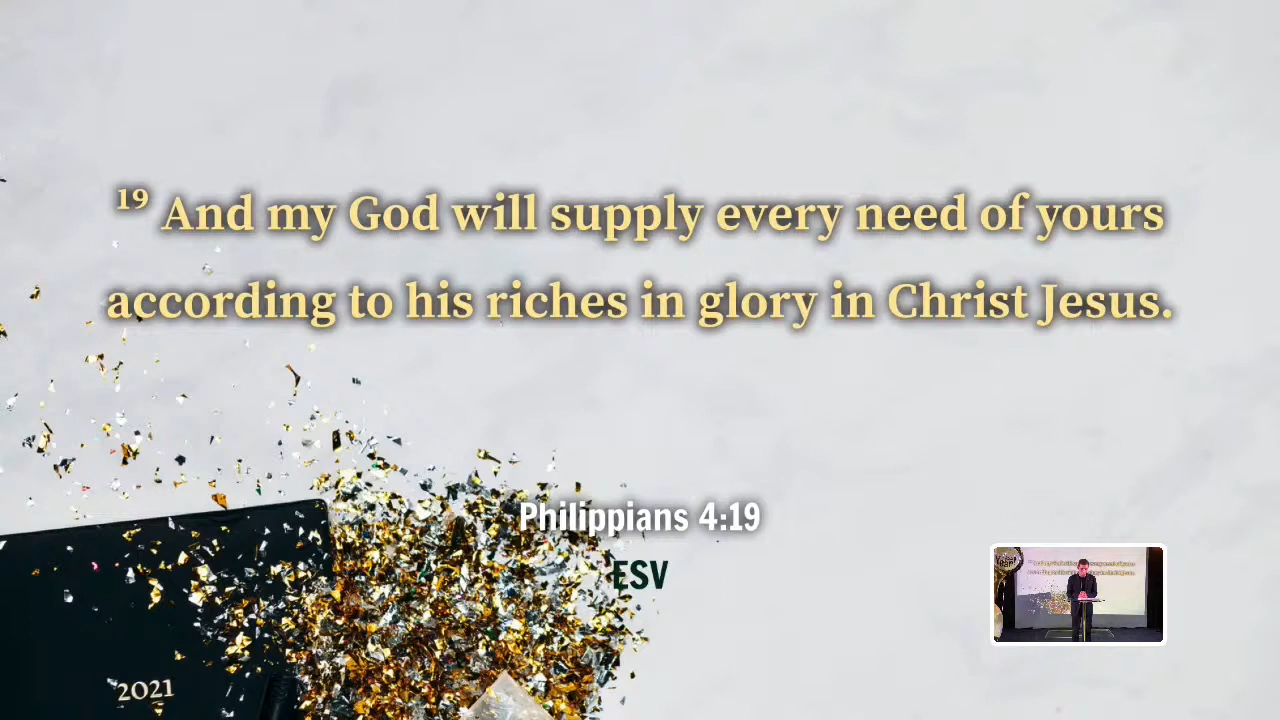 19 And my God will supply every need of yours
according to his riches in glory in Christ Jesus.
Philippians 4:19
ESV
2021